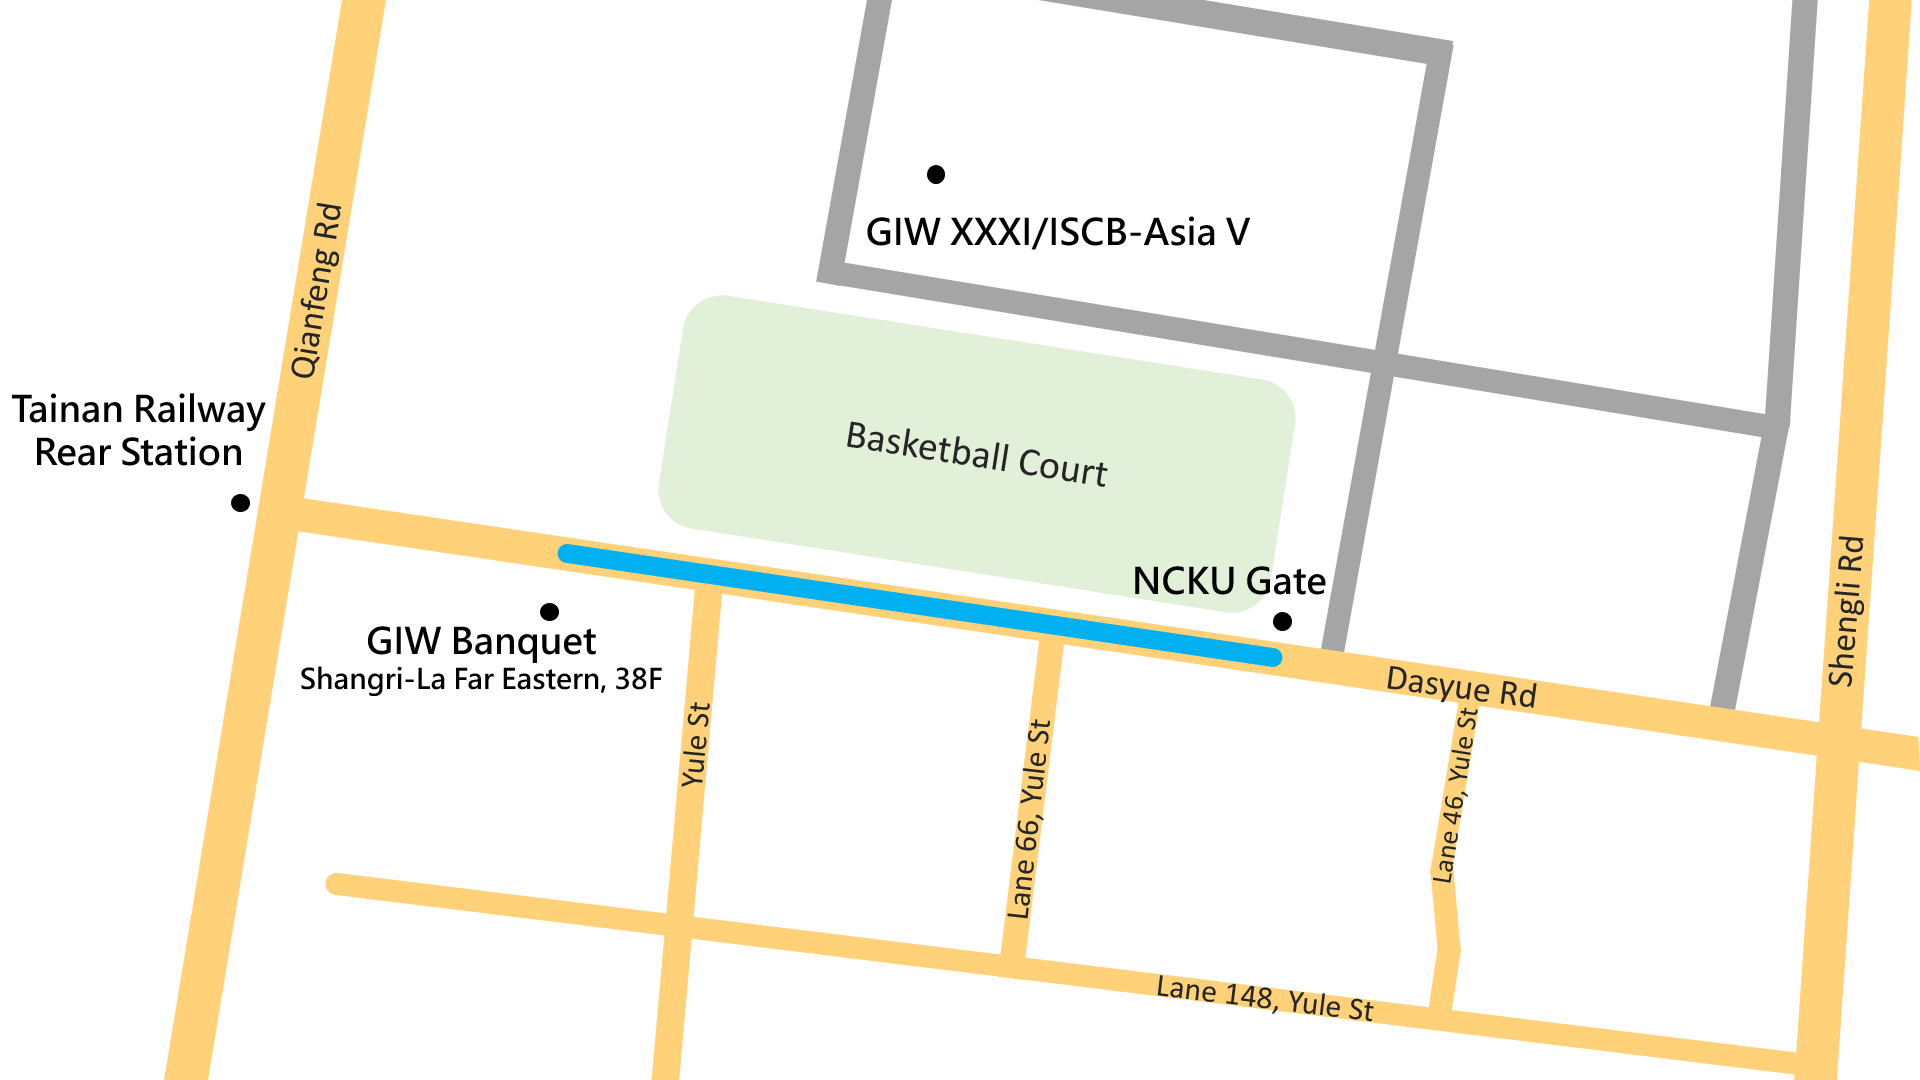 GIW XXXI/ISCB-Asia V
Qianfeng Rd
Tainan Railway
Rear Station
Basketball Court
NCKU Gate
GIW Banquet
Shangri-La Far Eastern, 38F
Dasyue Rd
Shengli Rd
Yule St
Lane 66, Yule St
Lane 46, Yule St
Lane 148, Yule St